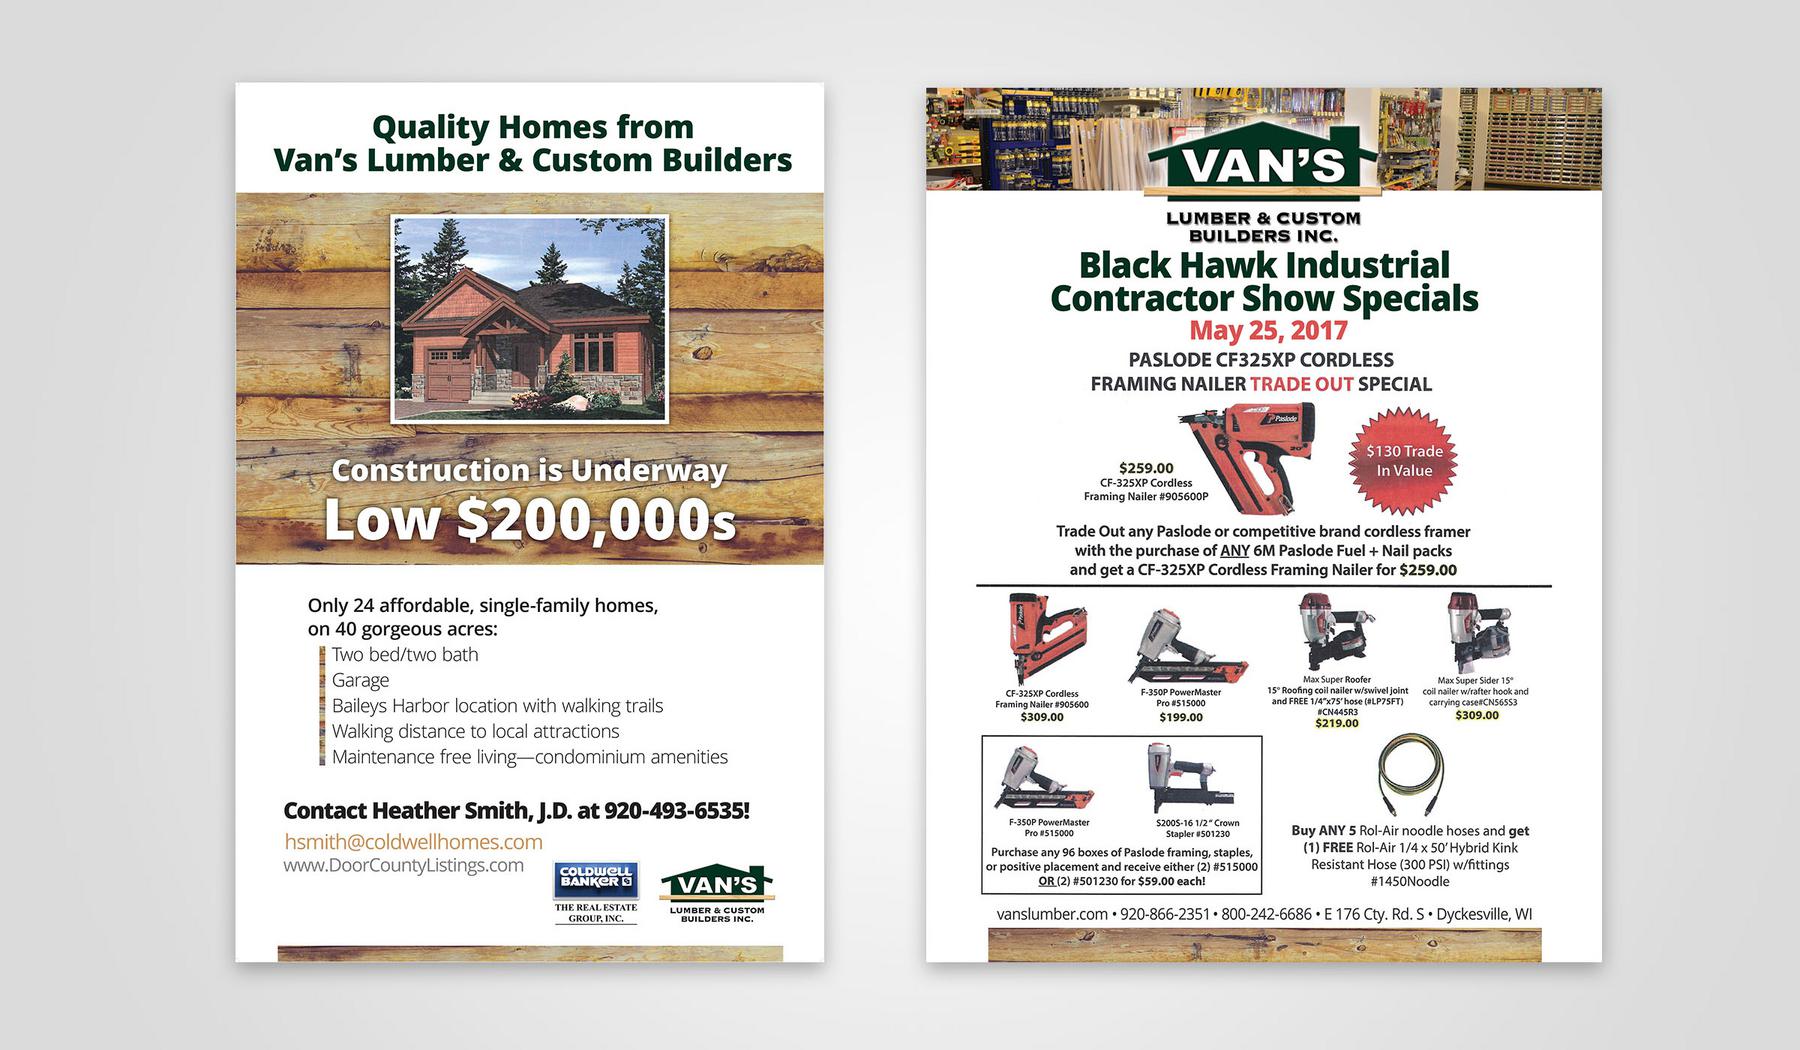 Quality Homes from
Van's Lumber & Custom Builders
Construction is Underway
Low $200,000s
Only 24 affordable, single-family homes,
on 40 gorgeous acres:
Two bed/two bath
Garage
Baileys Harbor location with walking trails
Walking distance to local attractions
Maintenance free living—condominium amenities
Contact Heather Smith, J.D. at 920-493-6535!
hsmith@coldwellhomes.com
www.DoorCountyListings.com
COLDWELL
BANKER
THE REAL ESTATE
GROUP, INC.
VAN'S
LUMBER & CUSTOM
BUILDERS INC.
VAN'S
LUMBER & CUSTOM
BUILDERS INC.
Black Hawk Industrial
Contractor Show Specials
May 25, 2017
PASLODE CF325XP CORDLESS
FRAMING NAILER TRADE OUT SPECIAL
Paslode
$259.00
CF-325XP Cordless
Framing Nailer #905600P
$130 Trade
In Value
Trade Out any Paslode or competitive brand cordless framer
with the purchase of ANY 6M Paslode Fuel + Nail packs
and get a CF-325XP Cordless Framing Nailer for $259.00
CF-325XP Cordless
Framing Nailer #905600
$309.00
F-350P PowerMaster
Pro #515000
$199.00
Max Super Roofer
15° Roofing coil nailer w/swivel joint
and FREE 1/4"x75' hose (#LP75FT)
#CN445R3
$219.00
Max Super Sider 15°
coil nailer w/rafter hook and
carrying case#CN565S3
$309.00
F-350P PowerMaster
Pro #515000
S200S-16 1/2" Crown
Stapler #501230
Purchase any 96 boxes of Paslode framing, staples,
or positive placement and receive either (2) #515000
OR (2) #501230 for $59.00 each!
Buy ANY 5 Rol-Air noodle hoses and get
(1) FREE Rol-Air 1/4 x 50' Hybrid Kink
Resistant Hose (300 PSI) w/fittings
#1450Noodle
vanslumber.com • 920-866-2351 • 800-242-6686 • E 176 Cty. Rd. S • Dyckesville, WI